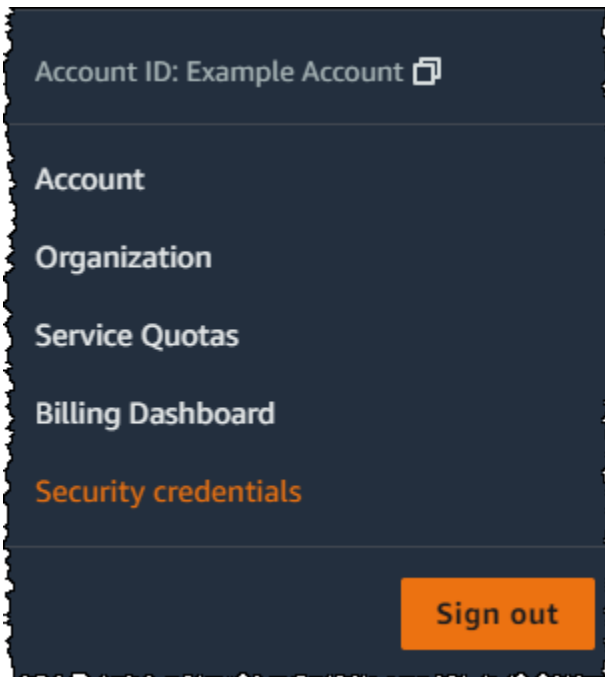 Account ID: Example Account
Account
Organization
Service Quotas
Billing Dashboard
Security credentials
Sign out